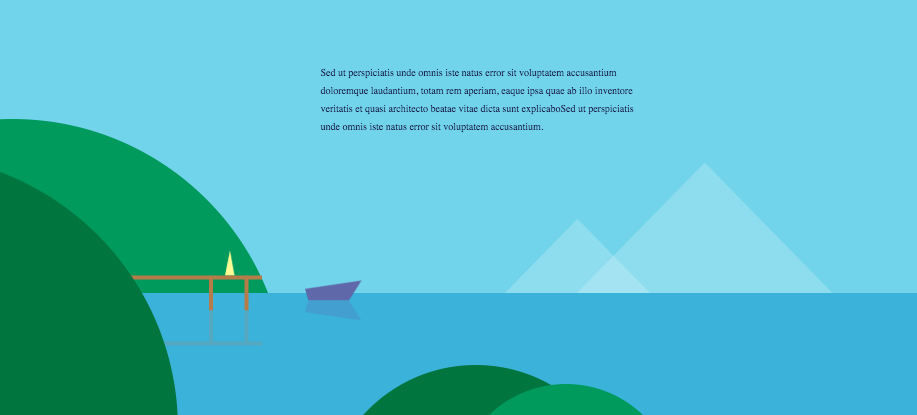 Sed ut perspiciatis unde omnis iste natus error sit voluptatem accusantium
doloremque laudantium, totam rem aperiam, eaque ipsa quae ab illo inventore
veritatis et quasi architecto beatae vitae dicta sunt explicaboSed ut perspiciatis
unde omnis iste natus error sit voluptatem accusantium.